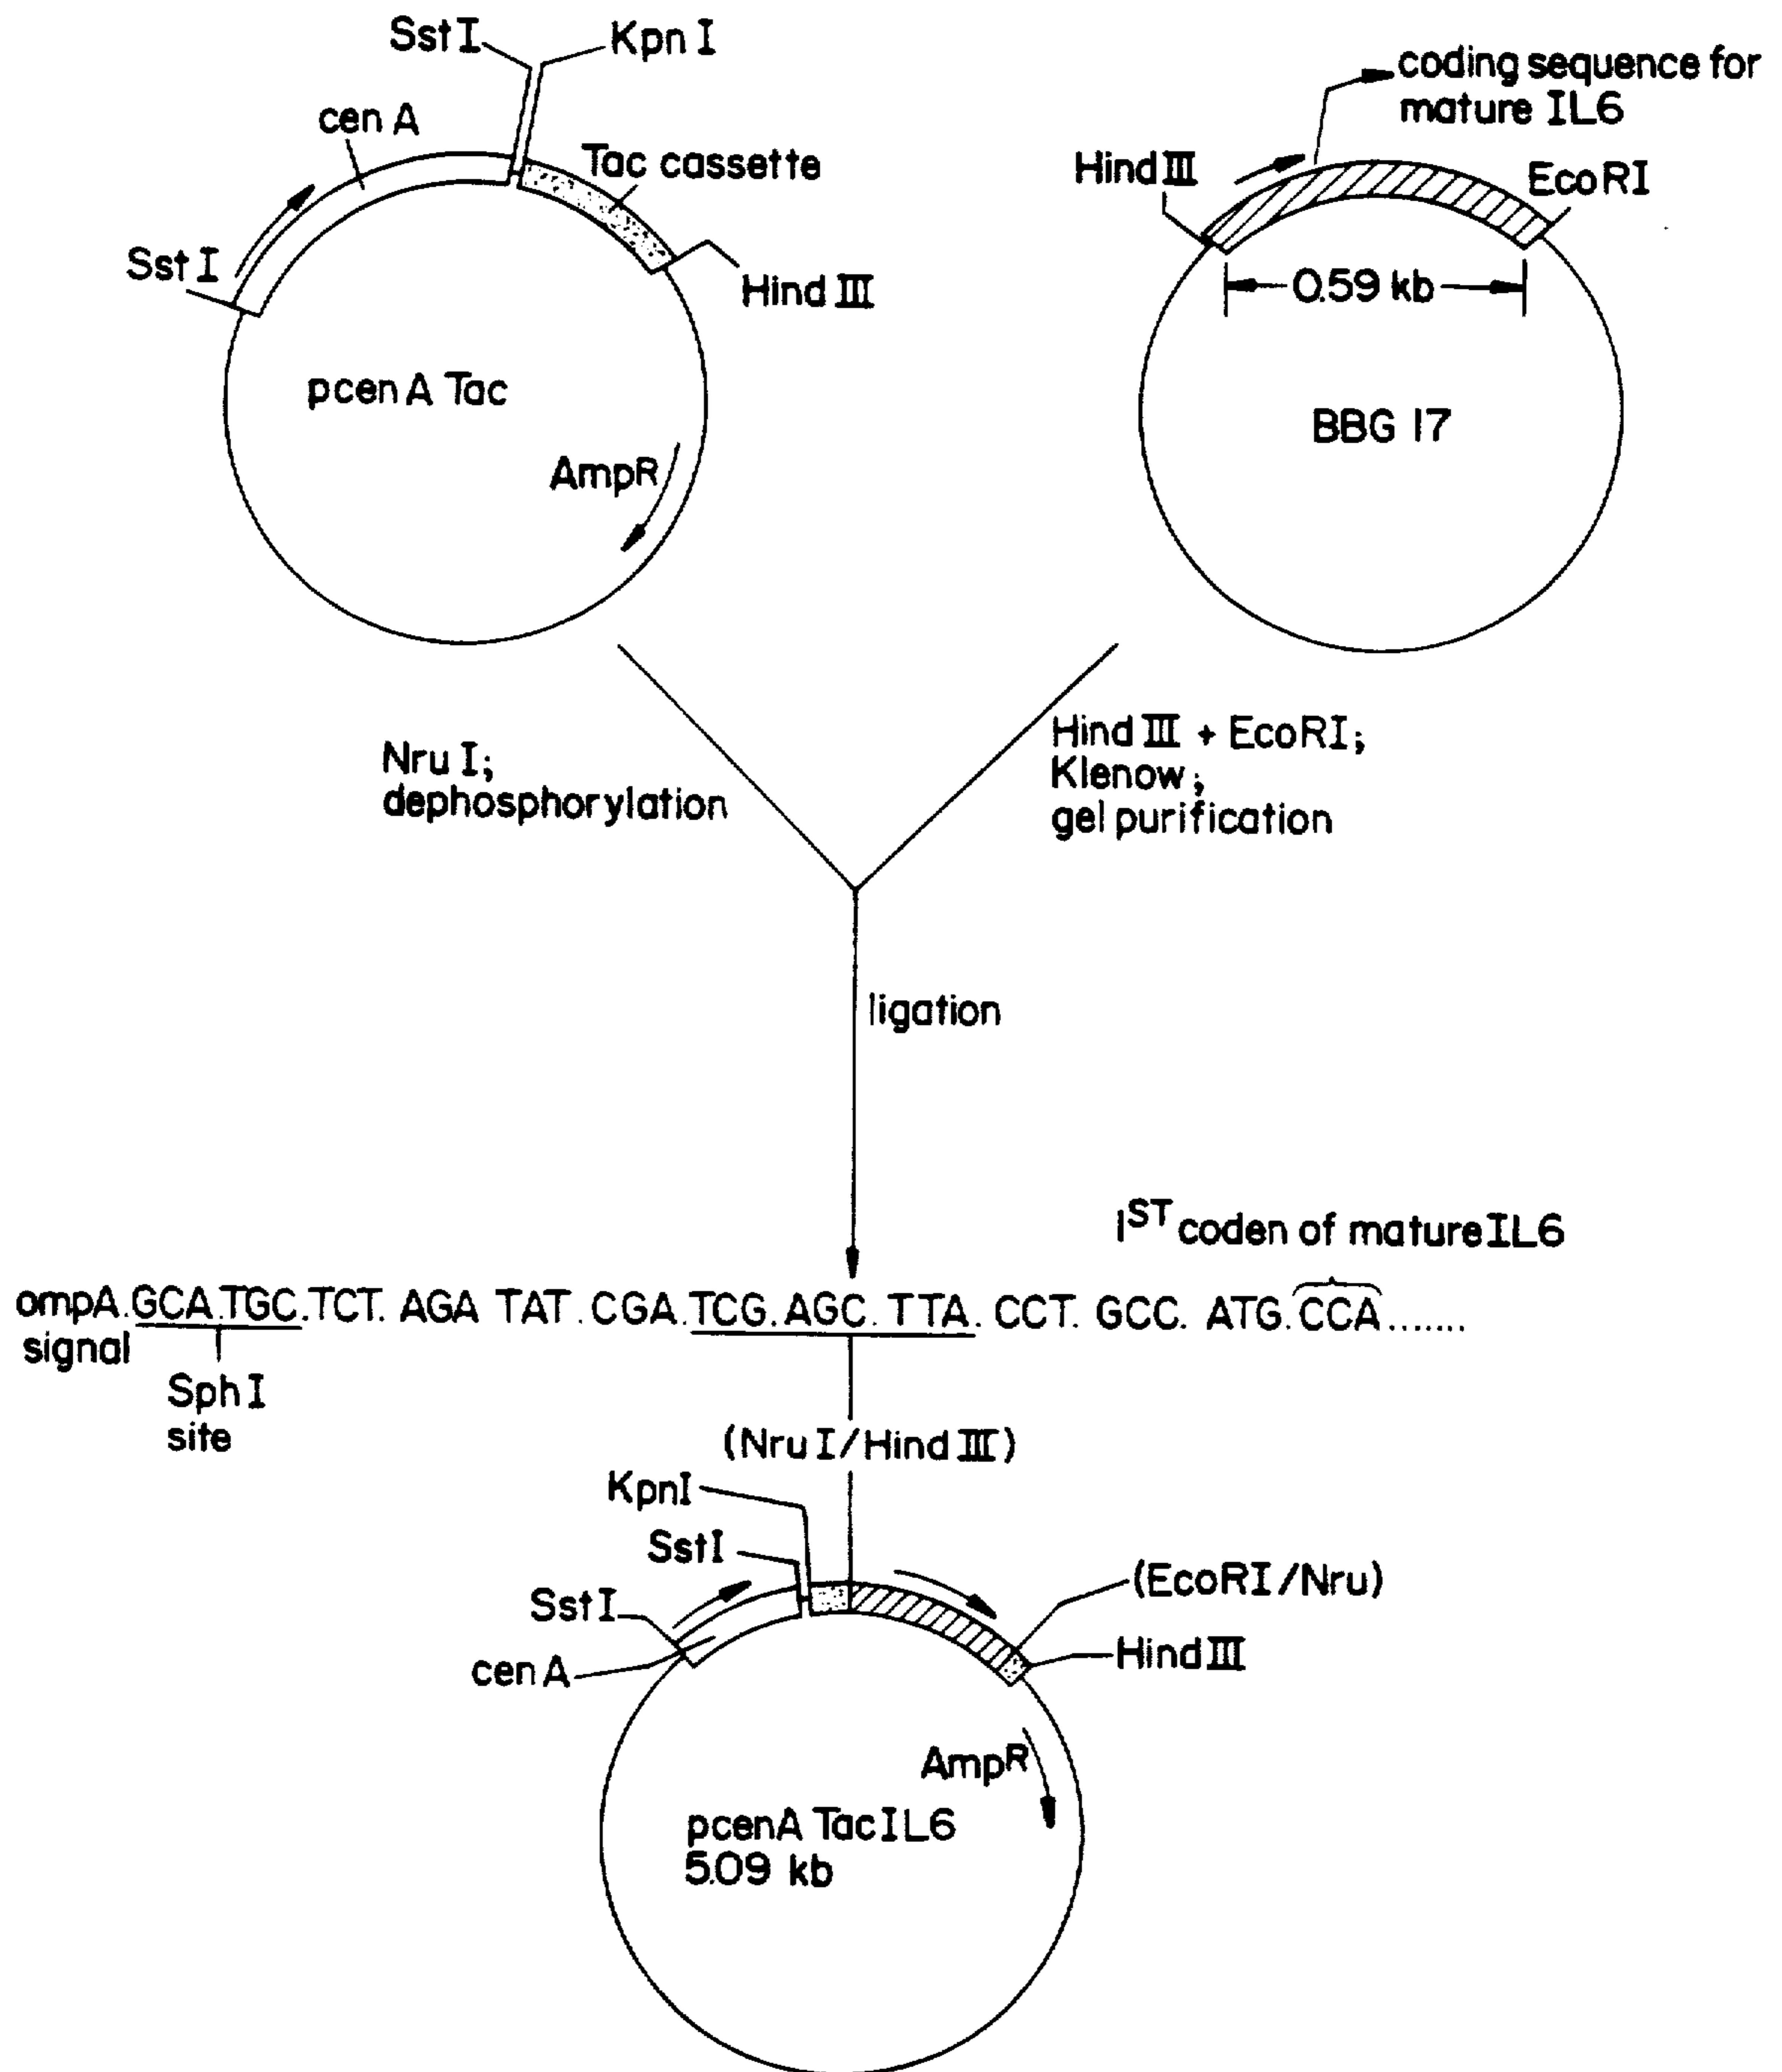 Sst I
Kpn I
cen A
Tac cassette
Sst I
Hind III
pcen A Tac
AmpR
coding sequence for
mature IL6
Hind III
EcoRI
0.59 kb
BBG 17
Nru I;
dephosphorylation
Hind III + EcoRI;
Klenow;
gel purification
ligation
1ST coden of mature IL6
ompA.GCA.TGC.TCT. AGA TAT.CGA.TCG.AGC. TTA. CCT. GCC. ATG.CCA.......
signal
Sph I
site
(Nru I/Hind III)
KpnI
SstI
SstI
(EcoRI/Nru)
Hind III
cen A
AmpR
pcenA TacIL6
5.09 kb